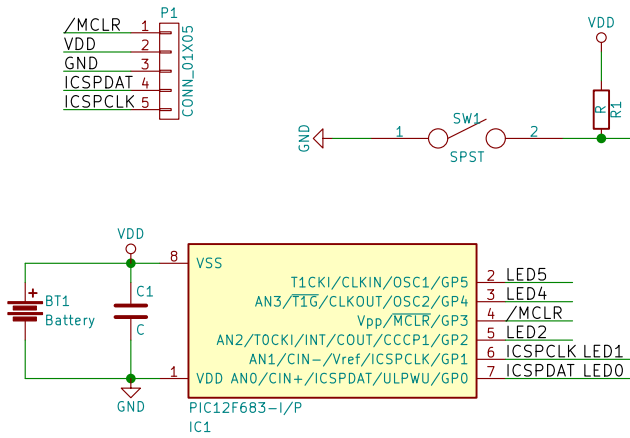 P1
/MCLR 1
VDD 2
GND 3
ICSPDAT 4
ICSPCLK 5
CONN_01X05
VDD
R
R1
SW1
GND
1
2
SPST
VDD
8 VSS
C1
C
BT1
Battery
+
GND
1 VDD
T1CKI/CLKIN/OSC1/GP5 2 LED5
AN3/T1G/CLKOUT/OSC2/GP4 3 LED4
Vpp/MCLR/GP3 4 /MCLR
AN2/T0CKI/INT/COUT/CCCP1/GP2 5 LED2
AN1/CIN-/Vref/ICSPCLK/GP1 6 ICSPCLK LED1
AN0/CIN+/ICSPDAT/ULPWU/GP0 7 ICSPDAT LED0
PIC12F683-I/P
IC1